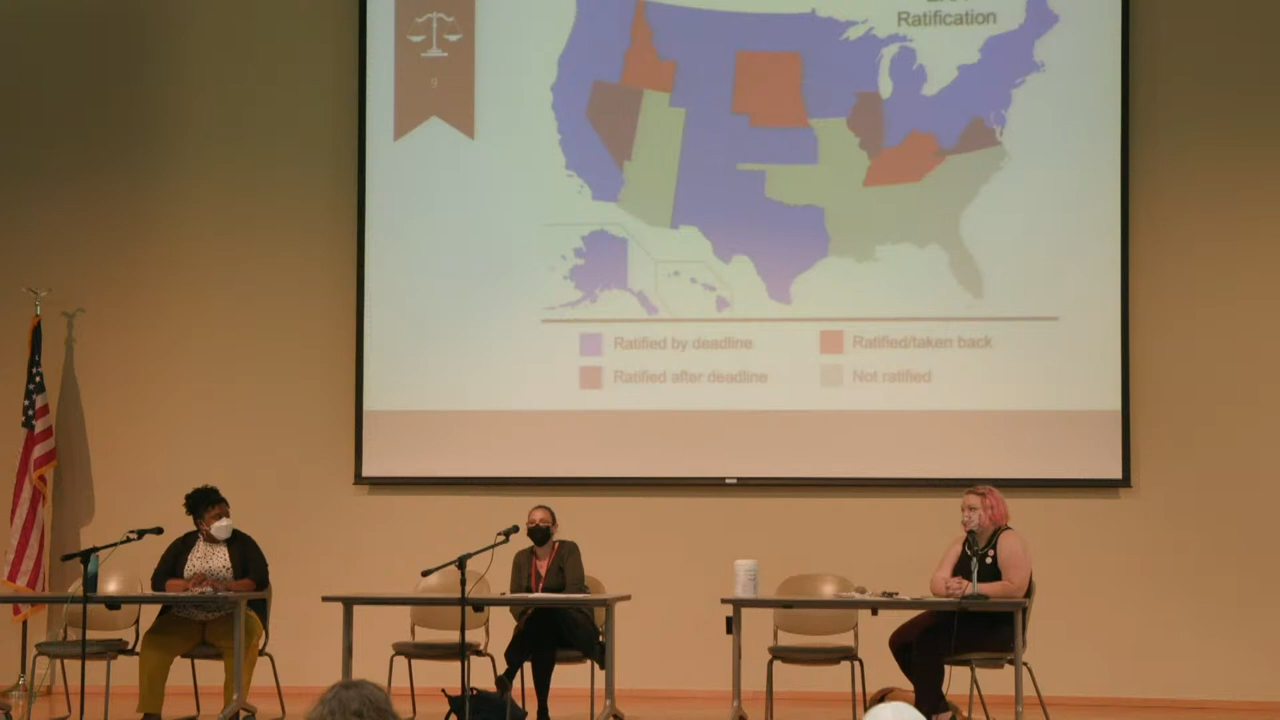 Ratification
9
Ratified by deadline
Ratified/taken back
Ratified after deadline
Not ratified